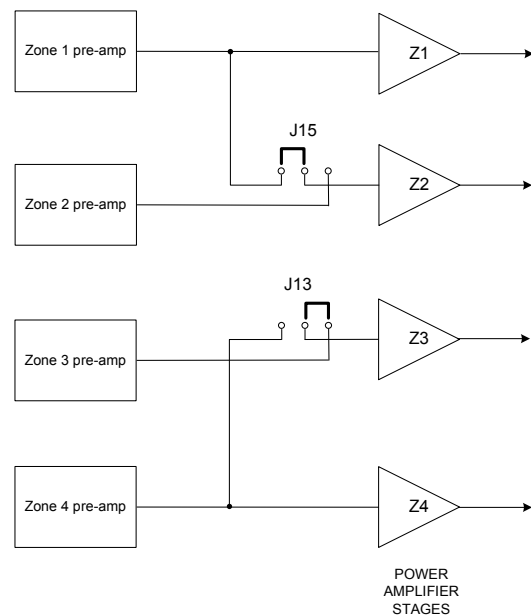 Zone 1 pre-amp
Z1
J15
Zone 2 pre-amp
Z2
J13
Zone 3 pre-amp
Z3
Zone 4 pre-amp
Z4
POWER
AMPLIFIER
STAGES